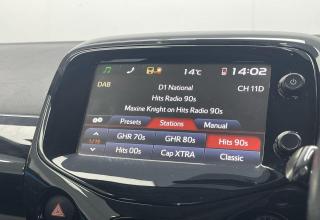 14°C 14:02
DAB D1 National CH 11D
Hits Radio 90s
Maxine Knight on Hits Radio 90s
Presets Stations Manual
GHR 70s GHR 80s Hits 90s
Hits 00s Cap XTRA Classic